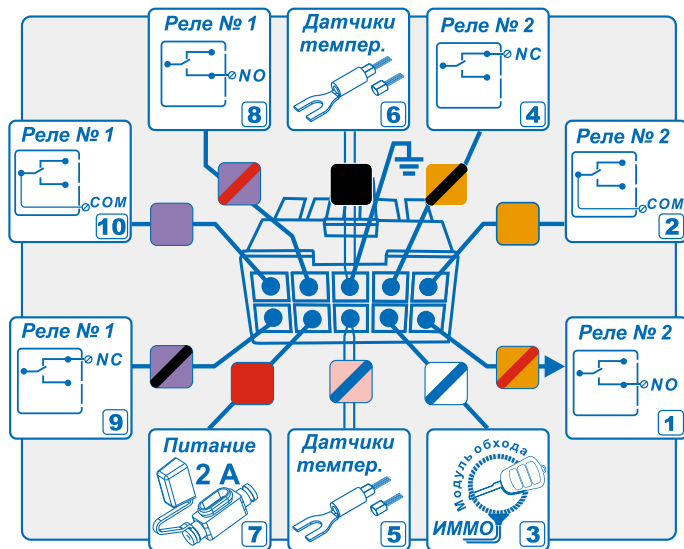 Реле № 1
NO
8
Датчики
темпер.
6
Реле № 2
NC
4
Реле № 1
COM
10
Реле № 2
COM
2
Реле № 1
NC
9
Реле № 2
NO
1
Питание
2 А
7
Датчики
темпер.
5
Модуль обхода
ИММО
3